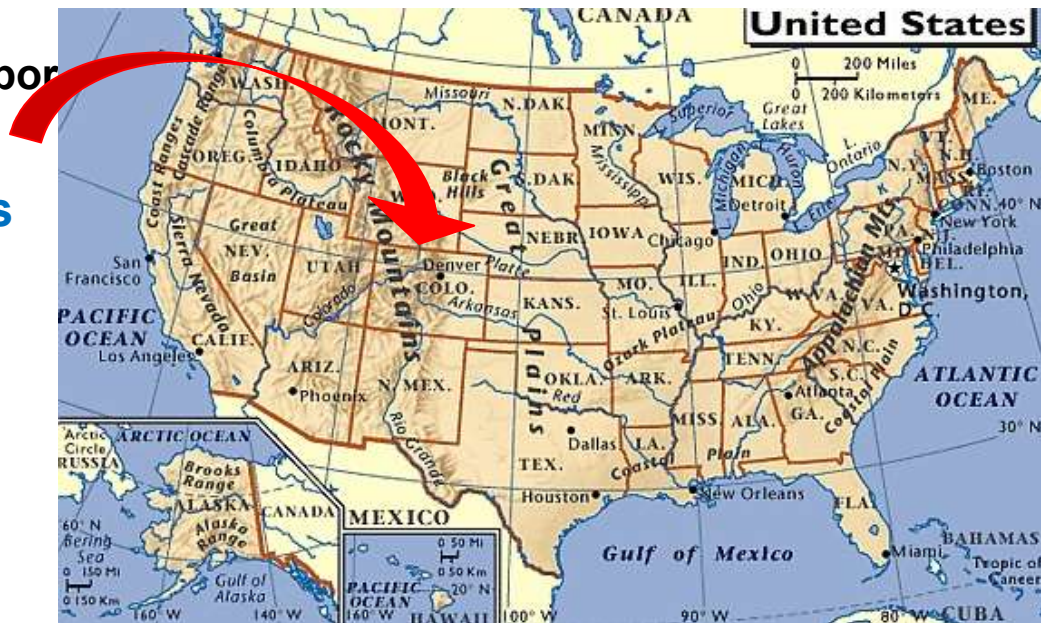 CANADA
United States
0 200 Miles
0 200 Kilometers
WASH.
Missouri
N.DAK.
MINN.
Superior
Great
Lakes
ME.
Coast Ranges
Cascade Range
Columbia Plateau
MONT.
Rocky Mountains
OREG.
IDAHO
Black
Hills
S.DAK.
Great Plains
Mississippi
WIS.
L. Michigan
MICH.
Huron
L.
Ontario
Erie
V.T.
N.H.
N.Y.
MASS.
Boston
R.I.
CONN.
40° N
New York
Detroit
Chicago
IOWA
NEBR.
Platte
Great
Basin
NEV.
UTAH
Sierra Nevada
San
Francisco
Denver
COLO.
Colorado
Arkansas
KANS.
MO.
ILL.
IND.
OHIO
PA.
N.J.
Philadelphia
MD.
DEL.
Washington,
D.C.
W.VA.
VA.
Appalachian Mts.
Ohio
St. Louis
Ozark Plateau
KY.
PACIFIC
OCEAN
CALIF.
Los Angeles
ARIZ.
Phoenix
N. MEX.
Rio Grande
OKLA.
Red
ARK.
TENN.
N.C.
S.C.
Coastal Plain
ATLANTIC
OCEAN
Atlanta
GA.
ALA.
MISS.
LA.
Dallas
TEX.
Coastal Plain
30° N
Houston
New Orleans
FLA.
Miami
BAHAMAS
Tropic of
Cancer
CUBA
Gulf of Mexico
MEXICO
Arctic
Circle
RUSSIA
ARCTIC OCEAN
Brooks
Range
ALASKA
Alaska
Range
CANADA
60° N
Bering
Sea
0 150 Mi
0 150 Km
Gulf of
Alaska
160° W
140° W
0 50 Mi
0 50 Km
PACIFIC
OCEAN
20° N
160° W
HAWAII
100° W
90° W
80° W